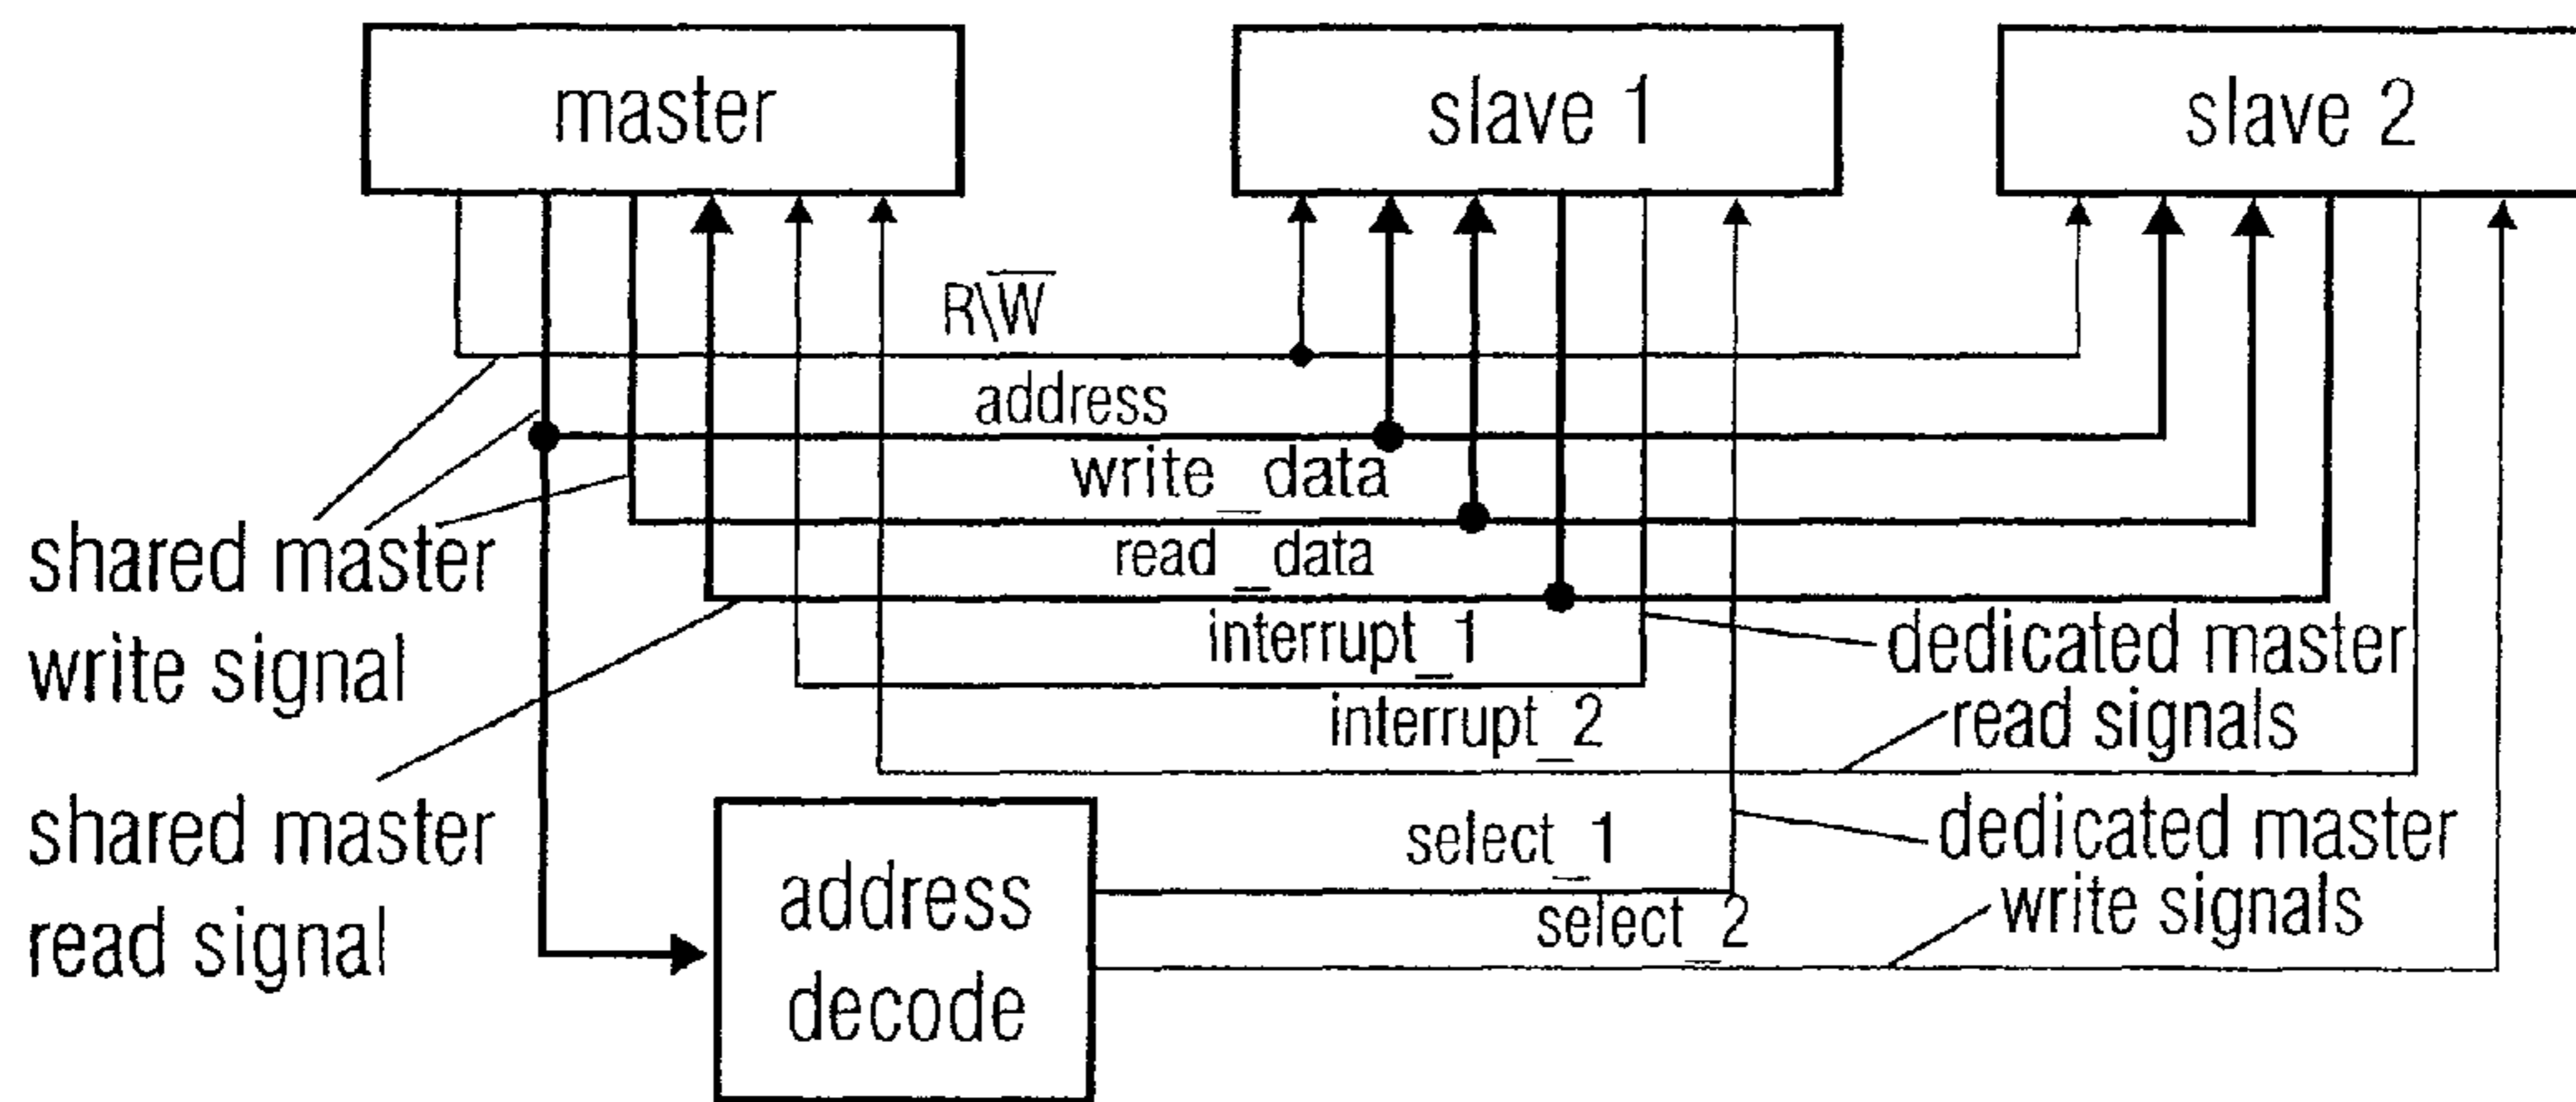 master
slave 1
slave 2
R\W̅
address
write_data
read_data
shared master
write signal
interrupt_1
dedicated master
read signals
interrupt_2
shared master
read signal
select_1
dedicated master
write signals
select_2
address
decode